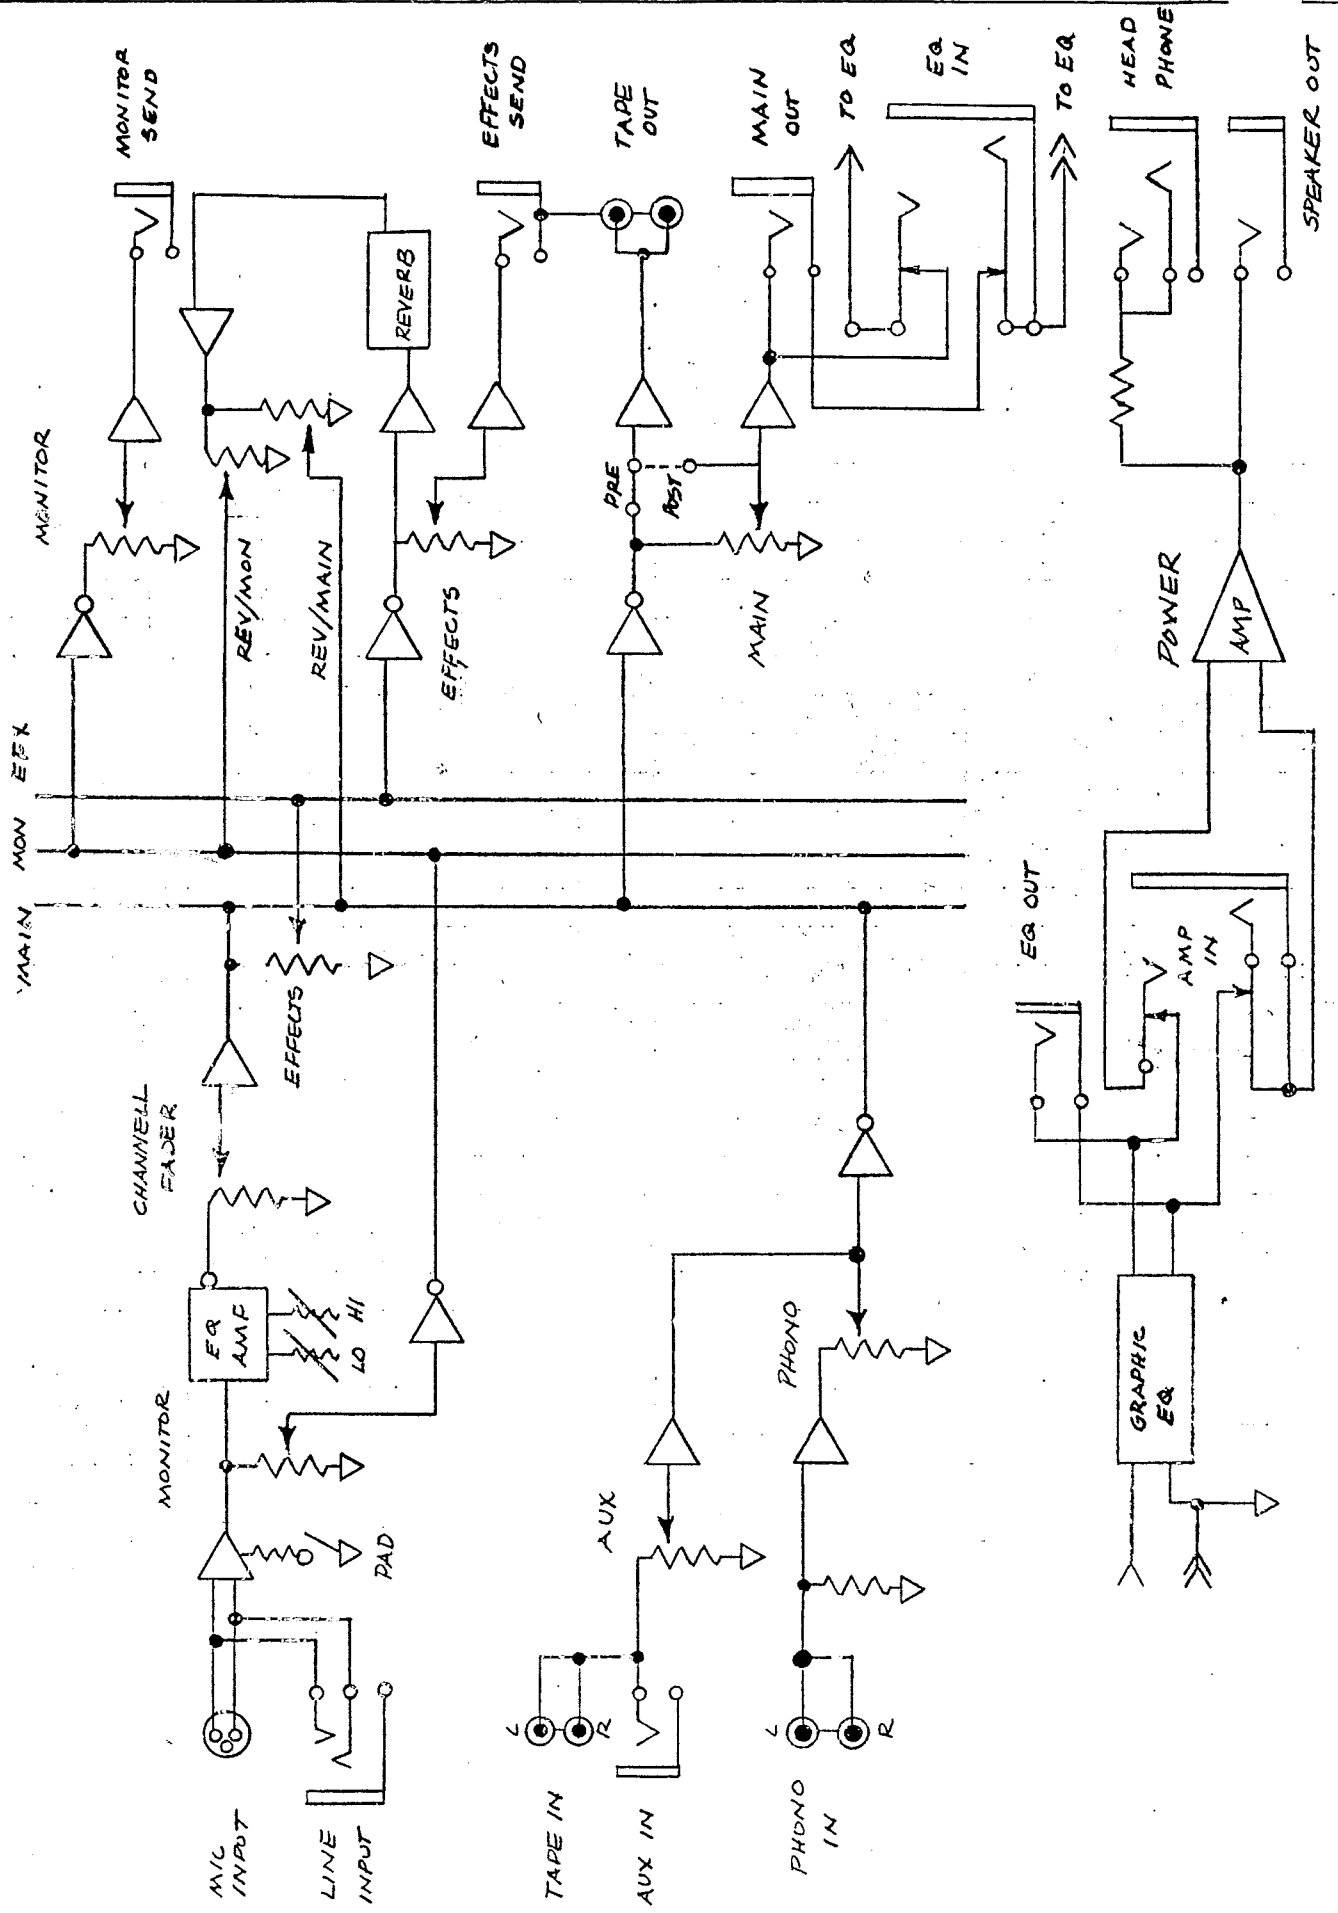 MIC
INPUT
LINE
INPUT
PAD
MONITOR
EQ
AMP
LO
HI
CHANNELL
FADER
EFFECTS
MAIN
MON
EFX
MONITOR
MONITOR
SEND
REV/MON
REV/MAIN
REVERB
EFFECTS
EFFECTS
SEND
PRE
POST
TAPE
OUT
MAIN
MAIN
OUT
TO EQ
EQ
IN
TO EQ
TAPE IN
L
R
AUX IN
AUX
PHONO
IN
L
R
PHONO
GRAPHIC
EQ
EQ OUT
AMP
IN
POWER
AMP
HEAD
PHONE
SPEAKER OUT